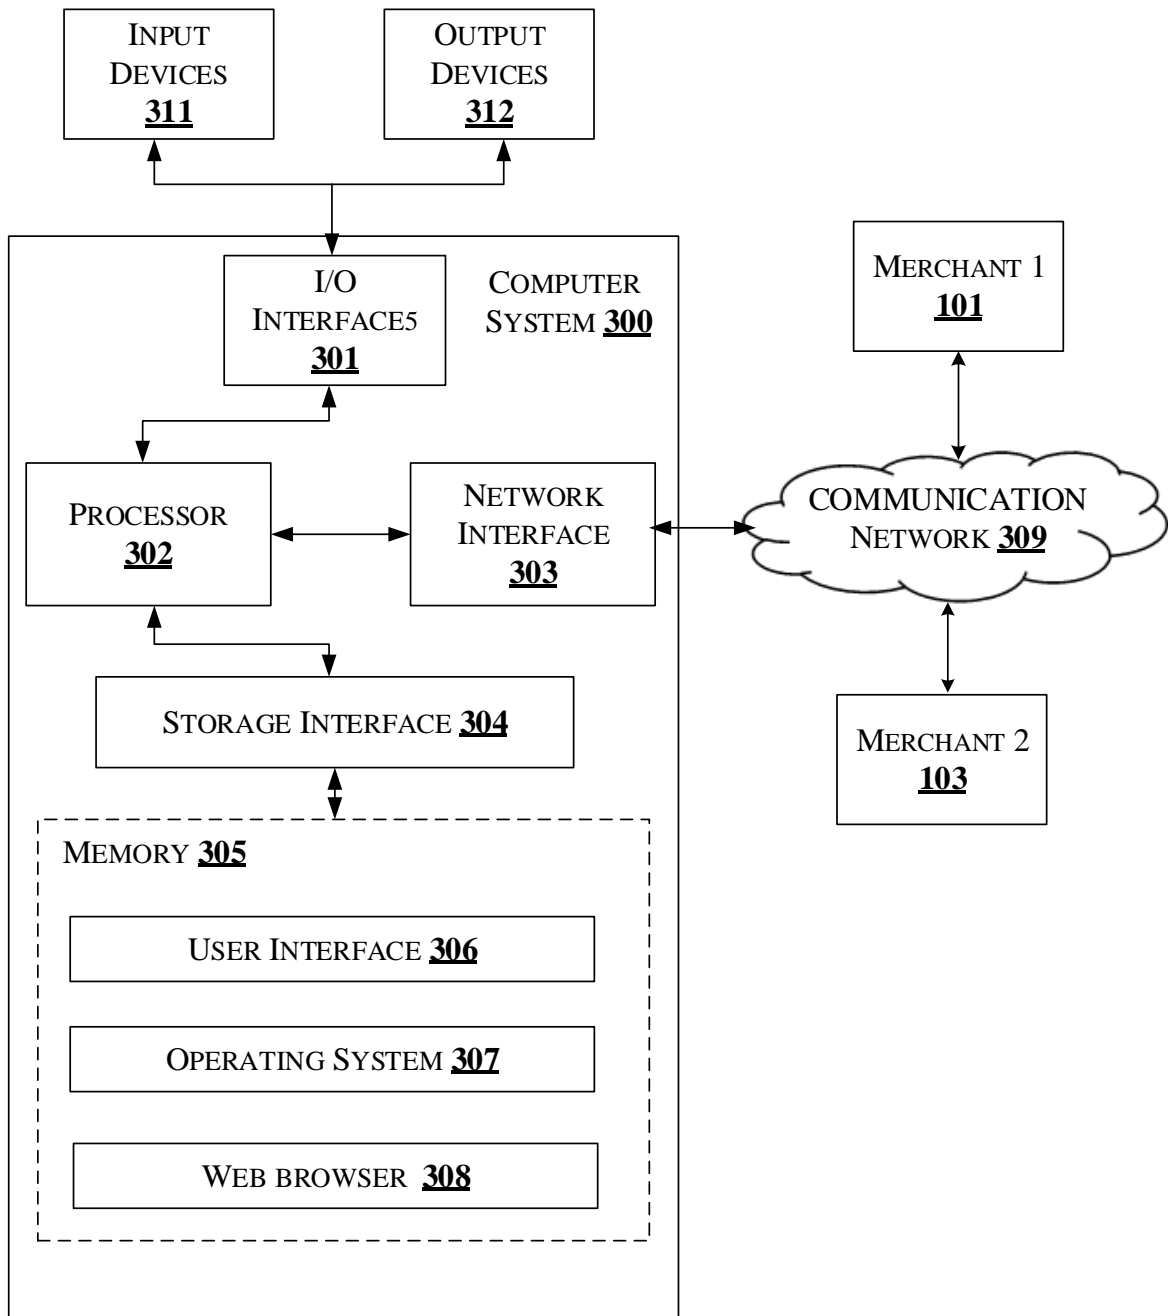 INPUT
DEVICES
311
OUTPUT
DEVICES
312
I/O
INTERFACE5
301
COMPUTER
SYSTEM 300
MERCHANT 1
101
PROCESSOR
302
NETWORK
INTERFACE
303
COMMUNICATION
NETWORK 309
STORAGE INTERFACE 304
MERCHANT 2
103
MEMORY 305
USER INTERFACE 306
OPERATING SYSTEM 307
WEB BROWSER 308